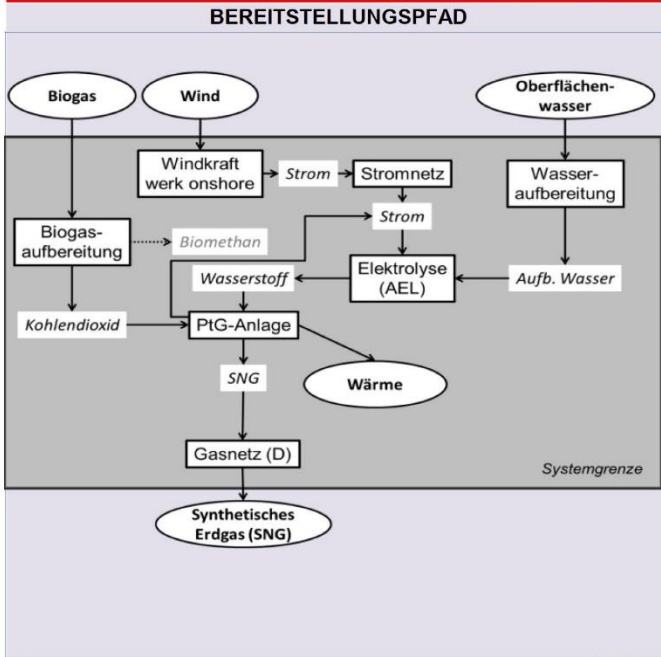 BEREITSTELLUNGSPFAD
Biogas
Wind
Oberflächen-
wasser
Windkraft
werk onshore
Strom
Stromnetz
Wasser-
aufbereitung
Biogas-
aufbereitung
Biomethan
Strom
Wasserstoff
Elektrolyse
(AEL)
Aufb. Wasser
Kohlendioxid
PtG-Anlage
SNG
Wärme
Gasnetz (D)
Systemgrenze
Synthetisches
Erdgas (SNG)